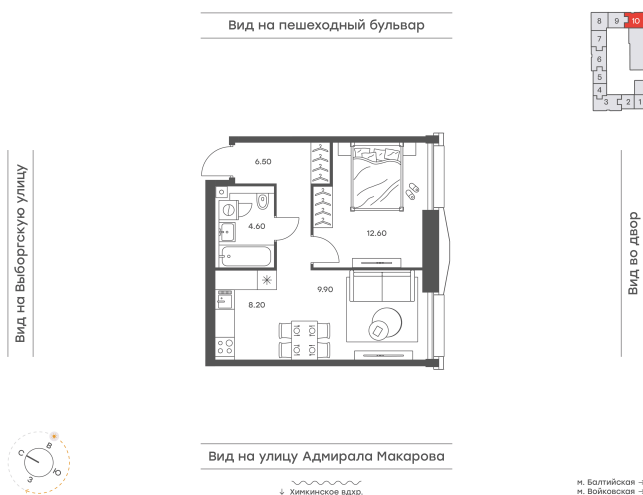 Вид на пешеходный бульвар
8 9 10
7
6
5
4
3 2 1
Вид на Выборгскую улицу
6.50
4.60
12.60
Вид во двор
8.20
9.90
Вид на улицу Адмирала Макарова
С В
З Ю
↓ Химкинское вдхр.
м. Балтийская
м. Войковская